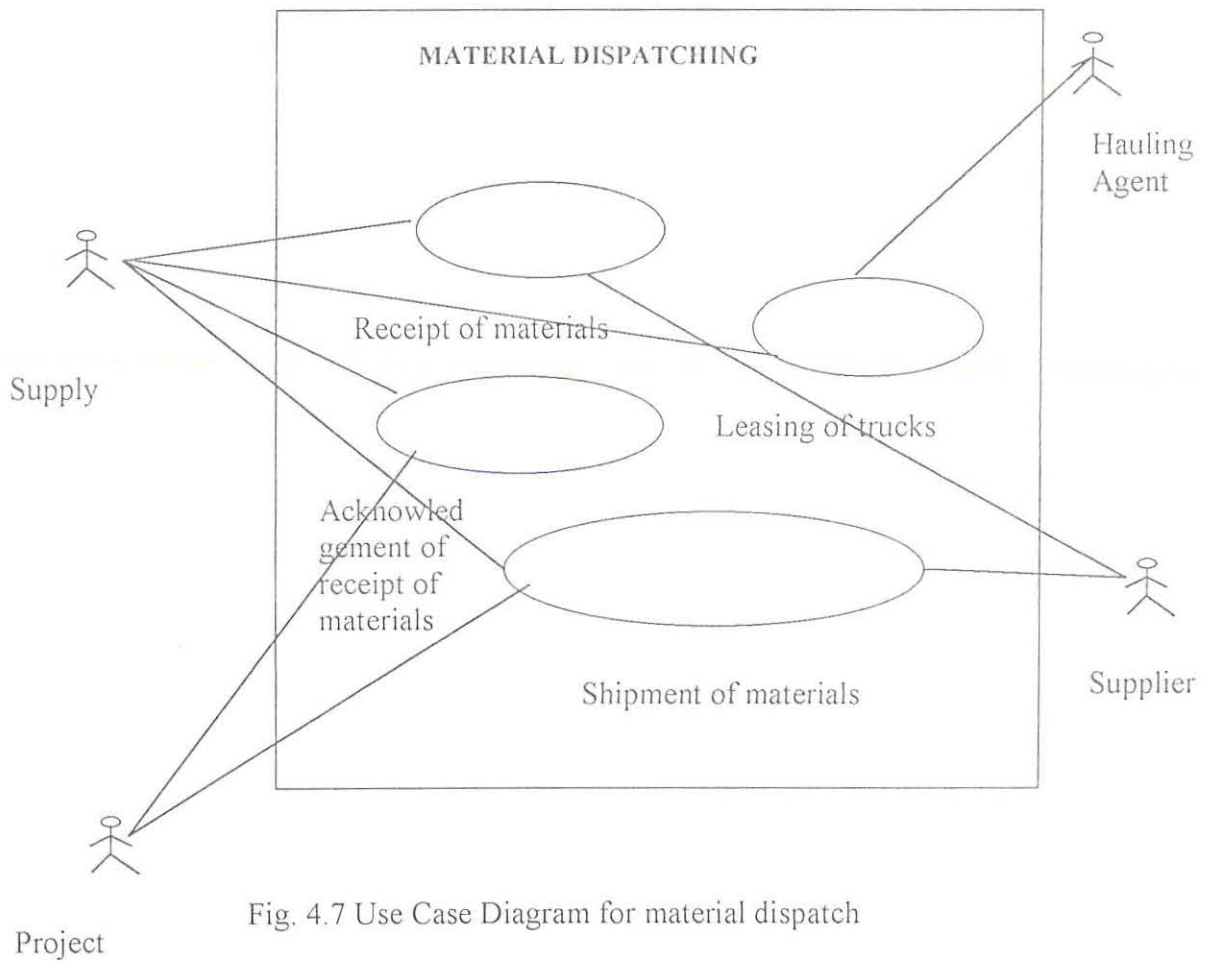 MATERIAL DISPATCHING
Hauling
Agent
Receipt of materials
Supply
Leasing of trucks
Acknowled
gement of
receipt of
materials
Shipment of materials
Supplier
Fig. 4.7 Use Case Diagram for material dispatch
Project